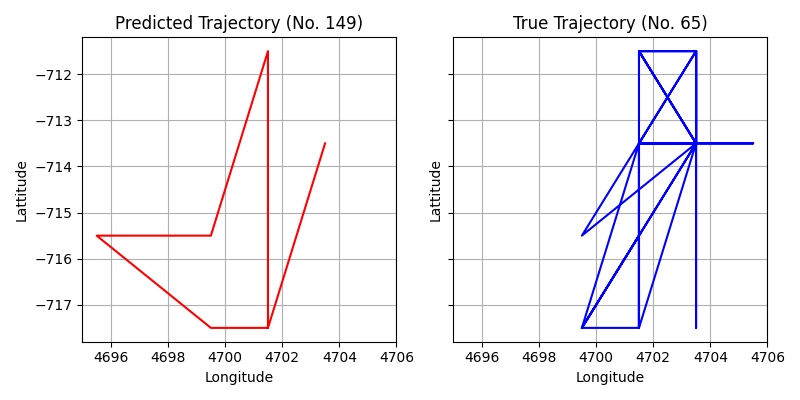 Predicted Trajectory (No. 149)
True Trajectory (No. 65)
Lattitude
−712
−713
−714
−715
−716
−717
4696 4698 4700 4702 4704 4706
Longitude
Lattitude
4696 4698 4700 4702 4704 4706
Longitude